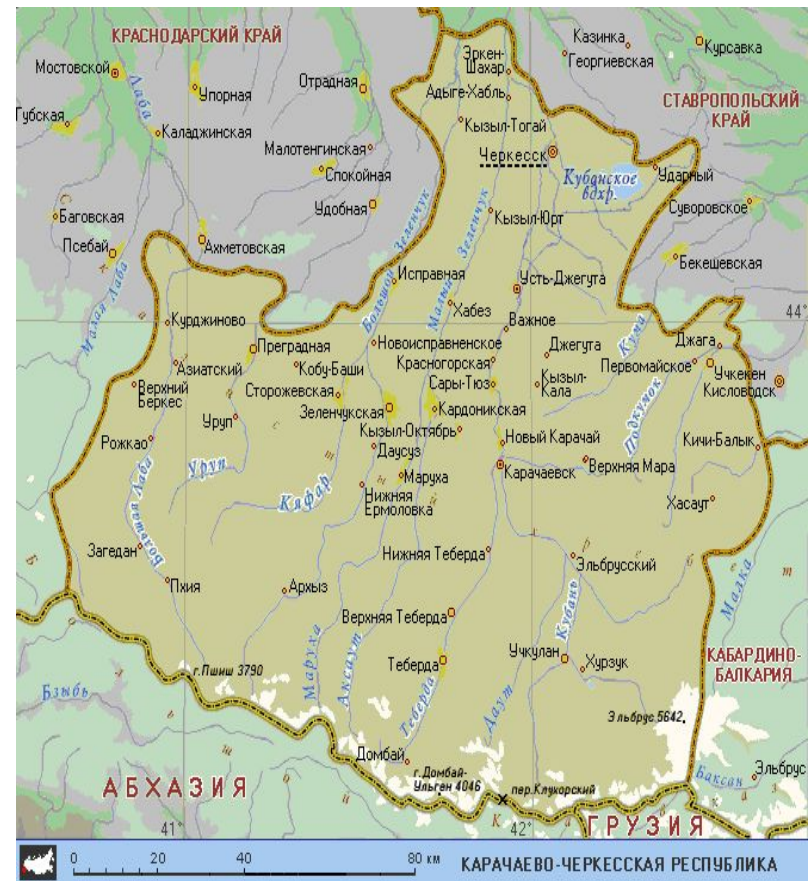 КРАСНОДАРСКИЙ КРАЙ
Казинка
Курсавка
Георгиевская
Эркен-
Шахар
Мостовской
Лаба
Упорная
Отрадная
Адыге-Хабль
СТАВРОПОЛЬСКИЙ
КРАЙ
Губская
Каладжинская
Кызыл-Тогай
Малотенгинская
Черкесск
Спокойная
Кубанское
вдхр.
Ударный
Удобная
Суворовское
Баговская
Кызыл-Юрт
Псебай
Ахметовская
Большой Зеленчук
Малый Зеленчук
Бекешевская
Исправная
Усть-Джегута
Малая Лаба
Хабез
44°
Курджиново
Важное
Кума
Преградная
Новоисправненское
Джегута
Джага
Азиатский
Кобу-Баши
Красногорская
Первомайское
Учкекен
Верхний
Беркес
Сторожевская
Сары-Тюз
Кызыл-
Кала
Кисловодск
Уруп
Зеленчукская
Кардоникская
Подкумок
Рожкао
Кызыл-Октябрь
Новый Карачай
Кичи-Балык
Даусуз
Уруп
Карачаевск
Верхняя Мара
Маруха
Кяфар
Нижняя
Ермоловка
Хасаут
Большая Лаба
Загедан
Нижняя Теберда
Эльбрусский
Пхия
Архыз
Малка
Верхняя Теберда
Кубань
Маруха
Аксаут
Теберда
Учкулан
Хурзук
КАБАРДИНО-
БАЛКАРИЯ
г.Пшиш 3790
Бзыбь
Теберда
Даут
Эльбрус 5642
Домбай
г.Домбай-
Ульген 4046
пер.Клухорский
Баксан
Эльбрус
АБХАЗИЯ
41°
42°
ГРУЗИЯ
0 20 40 80 км
КАРАЧАЕВО-ЧЕРКЕССКАЯ РЕСПУБЛИКА